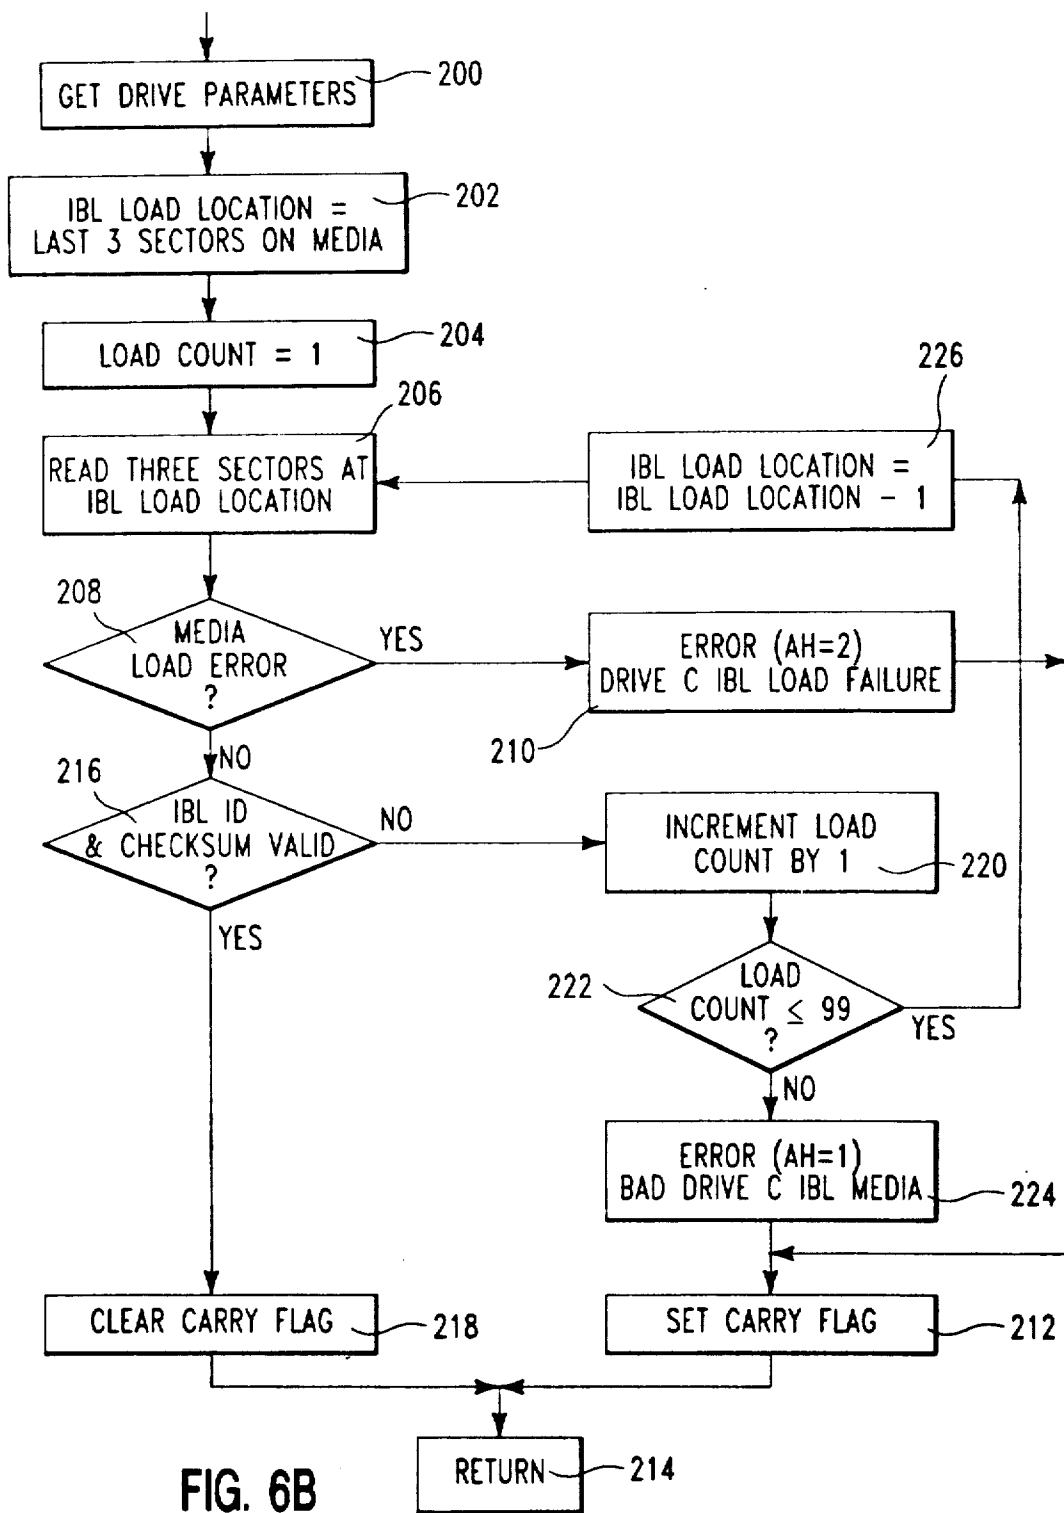 GET DRIVE PARAMETERS
200
IBL LOAD LOCATION =
LAST 3 SECTORS ON MEDIA
202
LOAD COUNT = 1
204
206
READ THREE SECTORS AT
IBL LOAD LOCATION
226
IBL LOAD LOCATION =
IBL LOAD LOCATION - 1
208
MEDIA
LOAD ERROR
?
YES
ERROR (AH=2)
DRIVE C IBL LOAD FAILURE
210
NO
216
IBL ID
& CHECKSUM VALID
?
NO
YES
INCREMENT LOAD
COUNT BY 1
220
222
LOAD
COUNT ≤ 99
?
YES
NO
ERROR (AH=1)
BAD DRIVE C IBL MEDIA
224
CLEAR CARRY FLAG
218
SET CARRY FLAG
212
RETURN
214
FIG. 6B